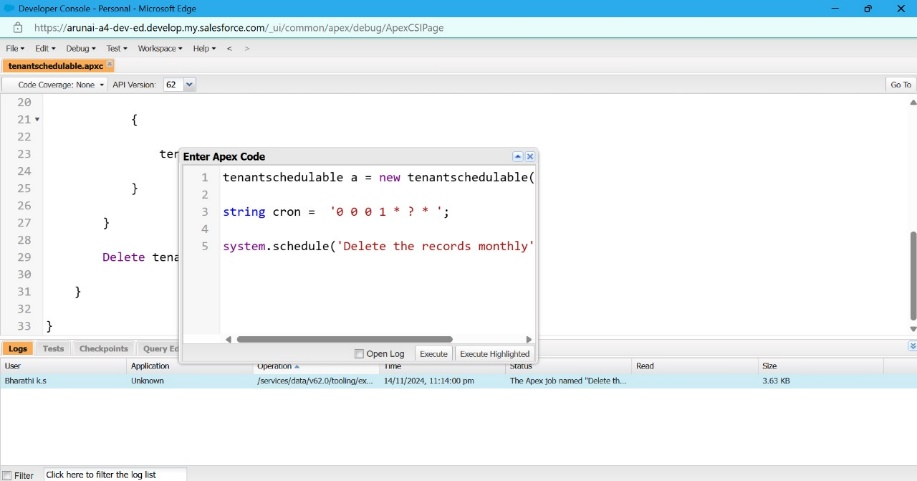 Developer Console - Personal - Microsoft Edge
https://arunai-a4-dev-ed.develop.my.salesforce.com/_ui/common/apex/debug/ApexCSIPage
File Edit Debug Test Workspace Help < >
tenantschedulable.apxc
Code Coverage: None API Version: 62 Go To
20
21 {
22
23 ter
24
25 }
26
27 }
28
29 Delete tena
30
31 }
32
33 }
Enter Apex Code
1 tenantschedulable a = new tenantschedulable(
2
3 string cron = '0 0 0 1 * ? * ';
4
5 system.schedule('Delete the records monthly'
Open Log Execute Execute Highlighted
Logs Tests Checkpoints Query Ed
User Application Operation Time Status Read Size
Bharathi k.s Unknown /services/data/v62.0/tooling/ex... 14/11/2024, 11:14:00 pm The Apex job named "Delete th... 3.63 KB
Filter Click here to filter the log list